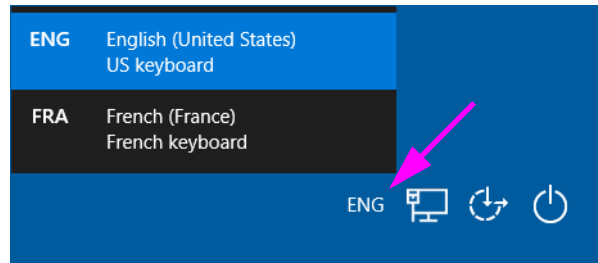 ENG English (United States)
US keyboard
FRA French (France)
French keyboard
ENG